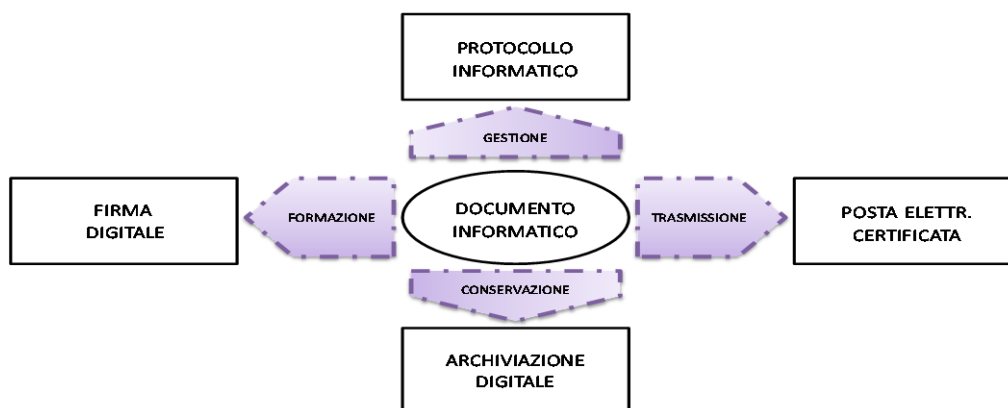 PROTOCOLLO
INFORMATICO
GESTIONE
FIRMA
DIGITALE
FORMAZIONE
DOCUMENTO
INFORMATICO
TRASMISSIONE
POSTA ELETTR.
CERTIFICATA
CONSERVAZIONE
ARCHIVIAZIONE
DIGITALE